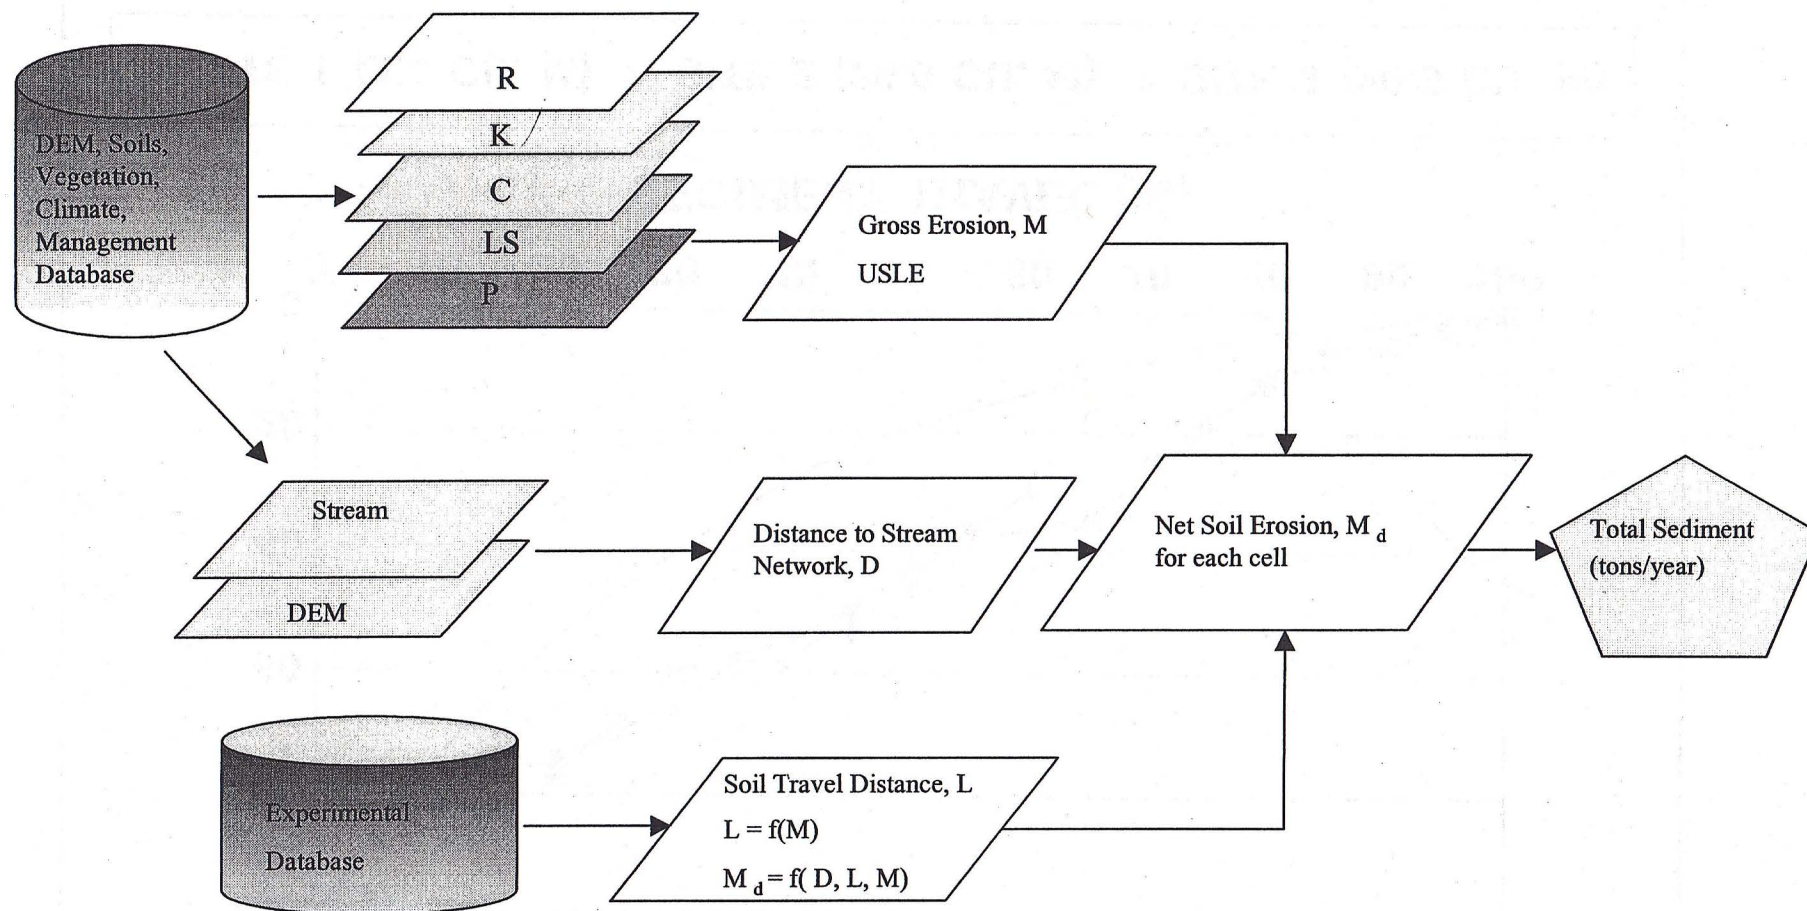 DEM, Soils,
Vegetation,
Climate,
Management
Database
R
K
C
LS
P
Gross Erosion, M
USLE
Stream
DEM
Distance to Stream
Network, D
Net Soil Erosion, M d
for each cell
Total Sediment
(tons/year)
Experimental
Database
Soil Travel Distance, L
L = f(M)
M d = f( D, L, M)